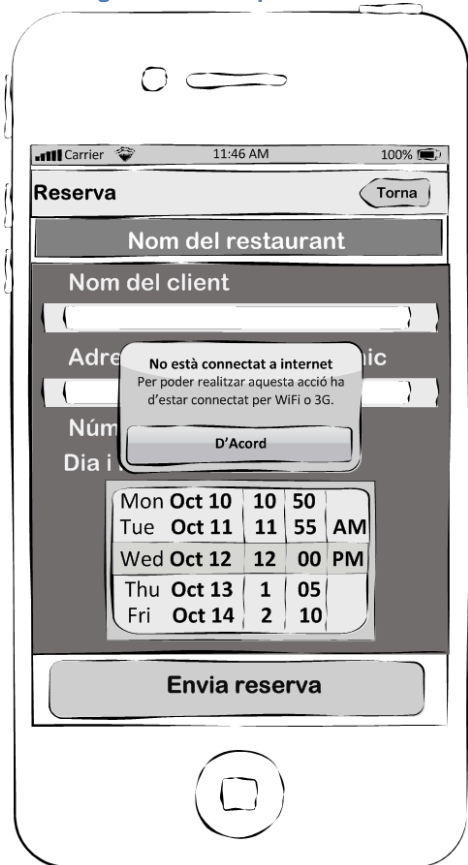 Carrier 11:46 AM 100%
Reserva Torna
Nom del restaurant
Nom del client
Adre ic
No està connectat a internet
Per poder realitzar aquesta acció ha
d'estar connectat per WiFi o 3G.
D'Acord
Núm
Dia i
Mon Oct 10 10 50
Tue Oct 11 11 55 AM
Wed Oct 12 12 00 PM
Thu Oct 13 1 05
Fri Oct 14 2 10
Envia reserva